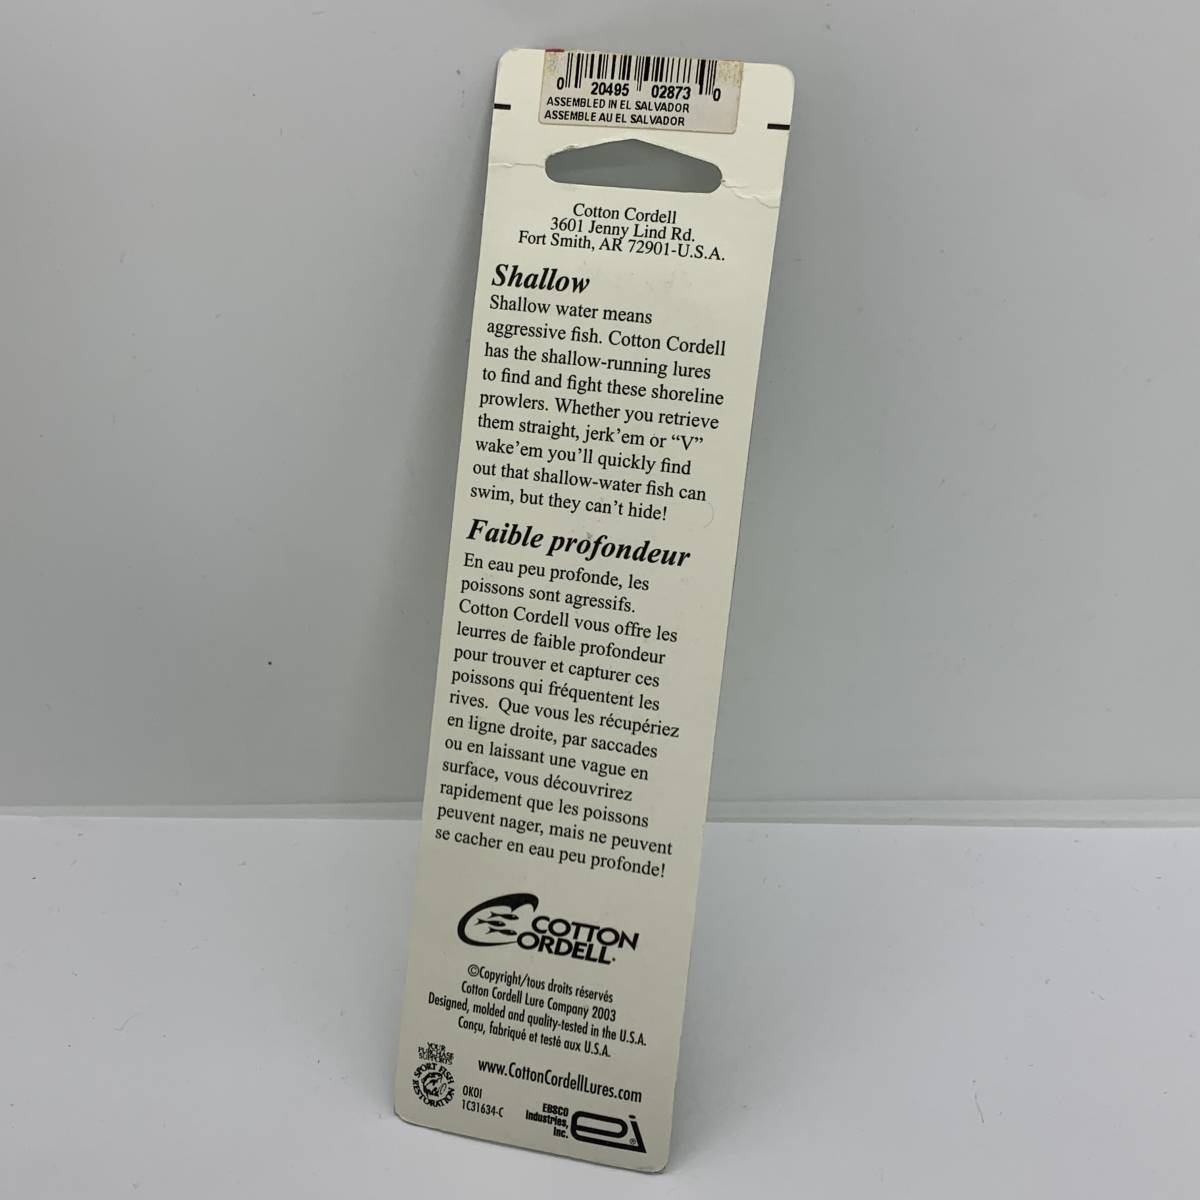 0 20495 02873 0
ASSEMBLED IN EL SALVADOR
ASSEMBLE AU EL SALVADOR
Cotton Cordell
3601 Jenny Lind Rd.
Fort Smith, AR 72901-U.S.A.
Shallow
Shallow water means
aggressive fish. Cotton Cordell
has the shallow-running lures
to find and fight these shoreline
prowlers. Whether you retrieve
them straight, jerk'em or “V”
wake'em you'll quickly find
out that shallow-water fish can
swim, but they can't hide!
Faible profondeur
En eau peu profonde, les
poissons sont agressifs.
Cotton Cordell vous offre les
leurres de faible profondeur
pour trouver et capturer ces
poissons qui fréquentent les
rives. Que vous les récupériez
en ligne droite, par saccades
ou en laissant une vague en
surface, vous découvrirez
rapidement que les poissons
peuvent nager, mais ne peuvent
se cacher en eau peu profonde!
COTTON
CORDELL
©Copyright/tous droits réservés
Cotton Cordell Lure Company 2003
Designed, molded and quality-tested in the U.S.A.
Conçu, fabriqué et testé aux U.S.A.
www.CottonCordellLures.com
YOUR
PURCHASE
SUPPORTS
SPORT FISH
RESTORATION
OKOI
1C31634-C
EBSCO
Industries,
Inc.
ei®